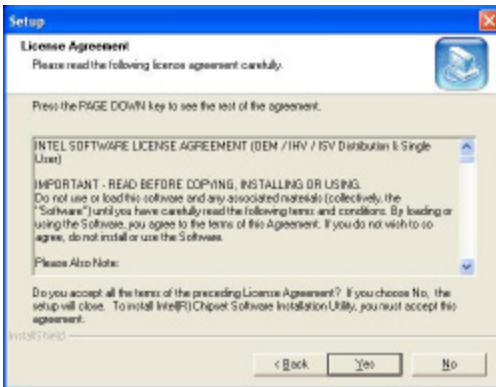 Setup
License Agreement
Please read the following license agreement carefully.
Press the PAGE DOWN key to see the rest of the agreement.
INTEL SOFTWARE LICENSE AGREEMENT (OEM / IHV / ISV Distribution & Single
User)
IMPORTANT - READ BEFORE COPYING, INSTALLING OR USING.
Do not use or load this software and any associated materials (collectively, the
"Software") until you have carefully read the following terms and conditions. By loading or
using the Software, you agree to the terms of this Agreement. If you do not wish to so
agree, do not install or use the Software.
Please Also Note:
Do you accept all the terms of the preceding License Agreement? If you choose No, the
setup will close. To install Intel(R) Chipset Software Installation Utility, you must accept this
agreement.
InstallShield
< Back
Yes
No